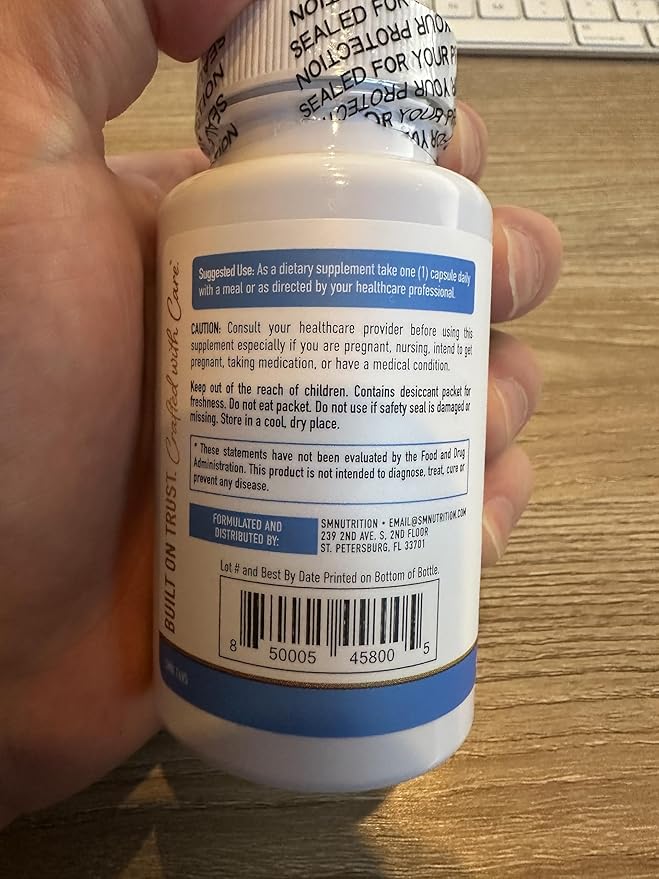 NOITC SEALED FOR
NOITCETORP RUOY
SEALED FOR YOUR P
Suggested Use: As a dietary supplement take one (1) capsule daily
with a meal or as directed by your healthcare professional.
CAUTION: Consult your healthcare provider before using this
supplement especially if you are pregnant, nursing, intend to get
pregnant, taking medication, or have a medical condition.
Keep out of the reach of children. Contains desiccant packet for
freshness. Do not eat packet. Do not use if safety seal is damaged or
missing. Store in a cool, dry place.
* These statements have not been evaluated by the Food and Drug
Administration. This product is not intended to diagnose, treat, cure or
prevent any disease.
FORMULATED AND
DISTRIBUTED BY:
SMNUTRITION • EMAIL@SMNUTRITION.COM
239 2ND AVE. S. 2ND FLOOR
ST. PETERSBURG, FL 33701
Lot # and Best By Date Printed on Bottom of Bottle.
8 50005 45800 5
BUILT ON TRUST. Crafted with Care.™